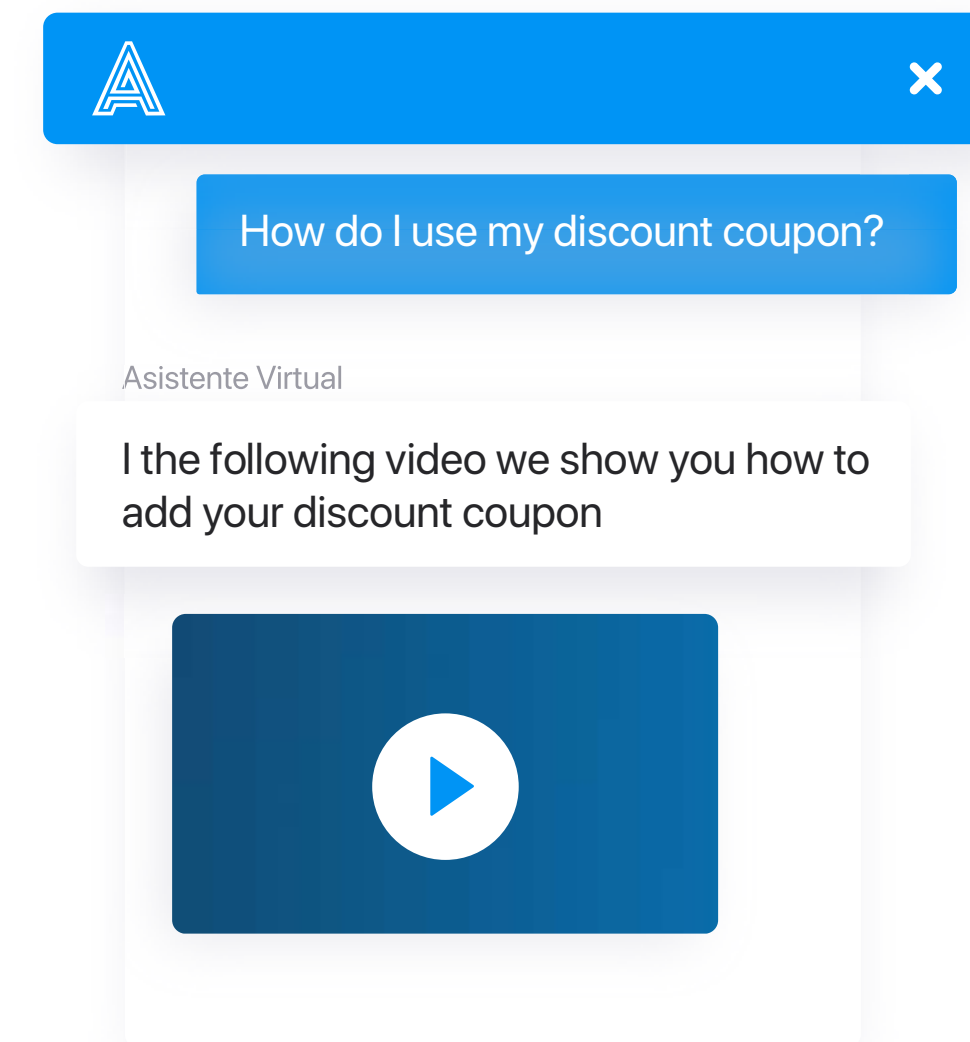 A
How do I use my discount coupon?
Asistente Virtual
I the following video we show you how to
add your discount coupon